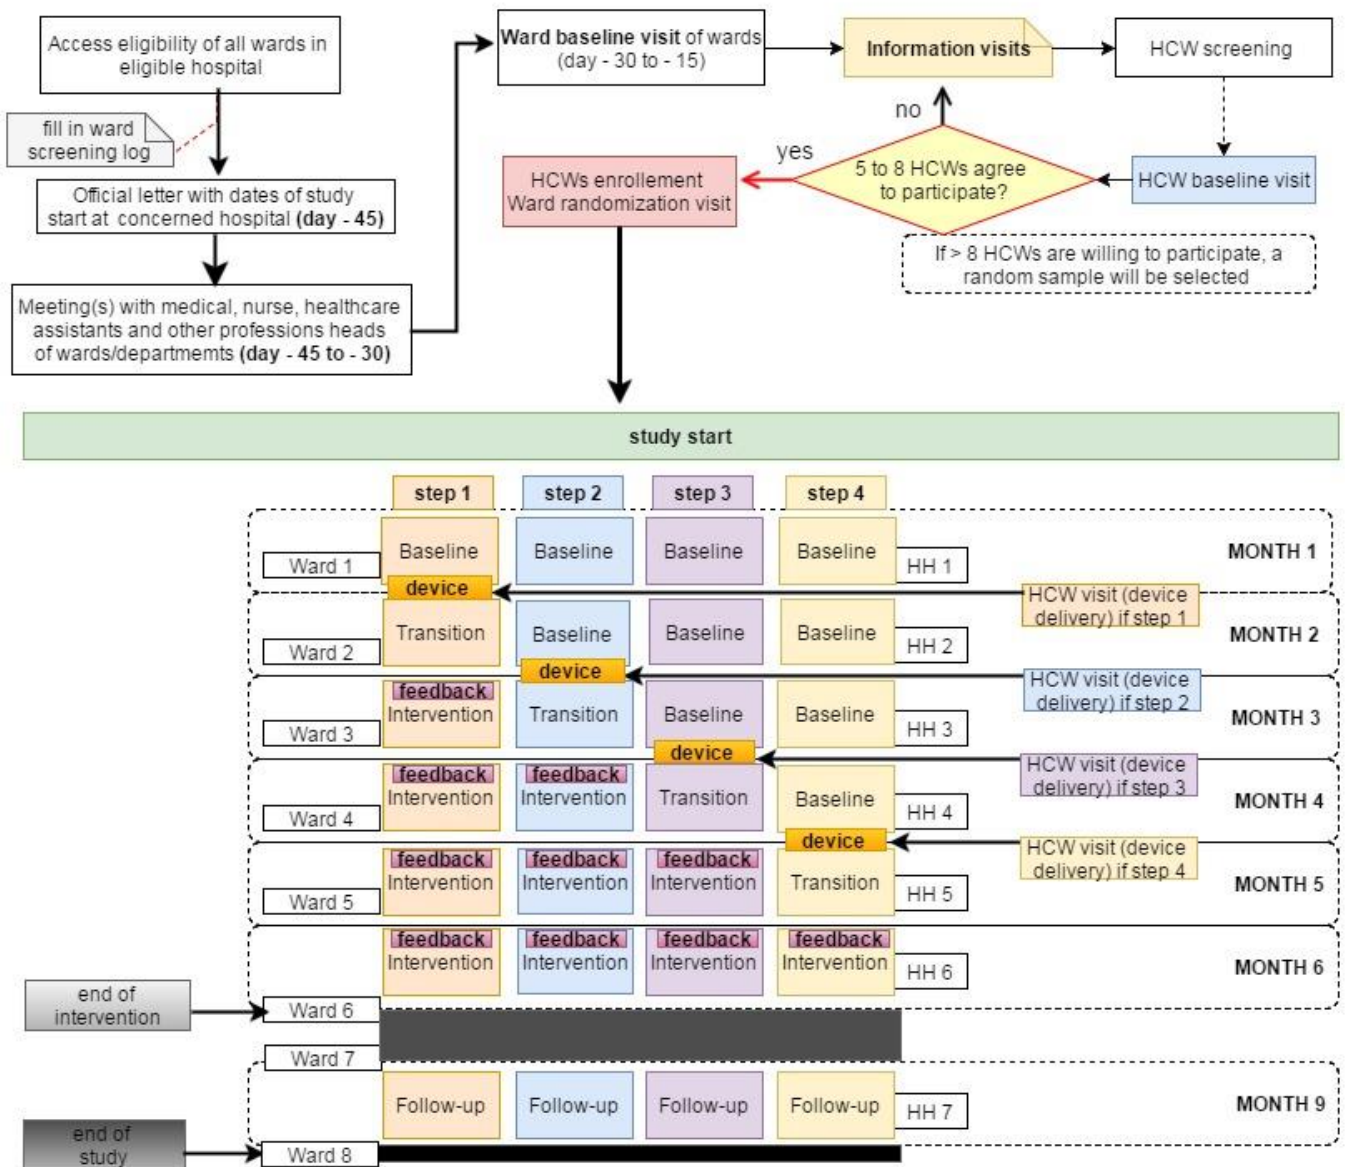 Access eligibility of all wards in
eligible hospital
fill in ward
screening log
Official letter with dates of study
start at concerned hospital (day - 45)
Meeting(s) with medical, nurse, healthcare
assistants and other professions heads
of wards/departmemts (day - 45 to - 30)
Ward baseline visit of wards
(day - 30 to - 15)
Information visits
HCW screening
HCW baseline visit
5 to 8 HCWs agree
to participate?
no
yes
If > 8 HCWs are willing to participate, a
random sample will be selected
HCWs enrollement
Ward randomization visit
study start
step 1 step 2 step 3 step 4
Ward 1 Baseline Baseline Baseline Baseline HH 1 MONTH 1
device
HCW visit (device
delivery) if step 1
Ward 2 Transition Baseline Baseline Baseline HH 2 MONTH 2
device
HCW visit (device
delivery) if step 2
feedback
Ward 3 Intervention Transition Baseline Baseline HH 3 MONTH 3
device
HCW visit (device
delivery) if step 3
feedback feedback
Ward 4 Intervention Intervention Transition Baseline HH 4 MONTH 4
device
HCW visit (device
delivery) if step 4
feedback feedback feedback
Ward 5 Intervention Intervention Intervention Transition HH 5 MONTH 5
feedback feedback feedback feedback
Intervention Intervention Intervention Intervention HH 6 MONTH 6
end of
intervention
Ward 6
Ward 7
Follow-up Follow-up Follow-up Follow-up HH 7 MONTH 9
end of
study
Ward 8